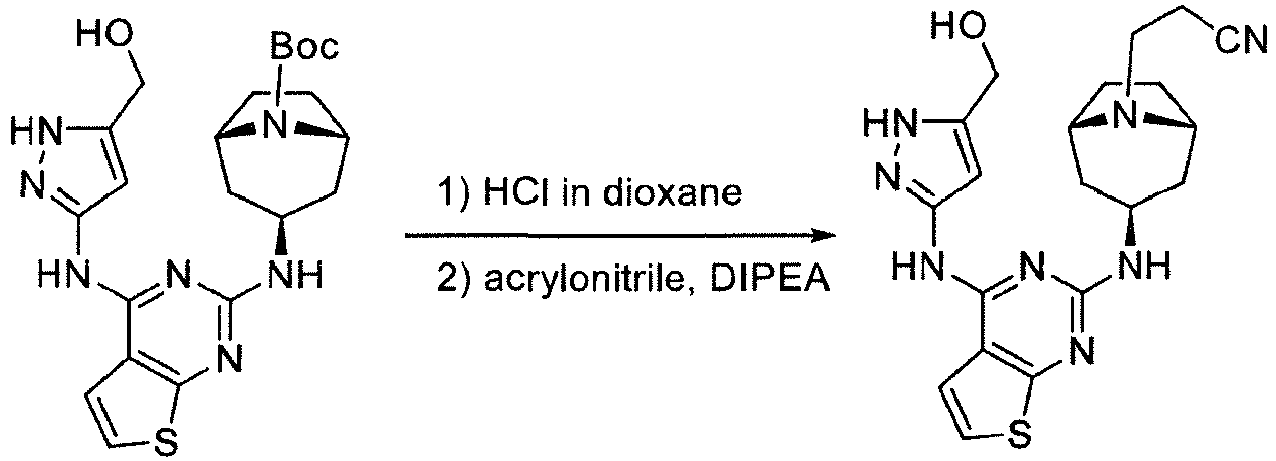 HO
Boc
N
HN
N
HN
N
NH
N
S
1) HCl in dioxane
2) acrylonitrile, DIPEA
HO
CN
N
HN
N
HN
N
NH
N
S